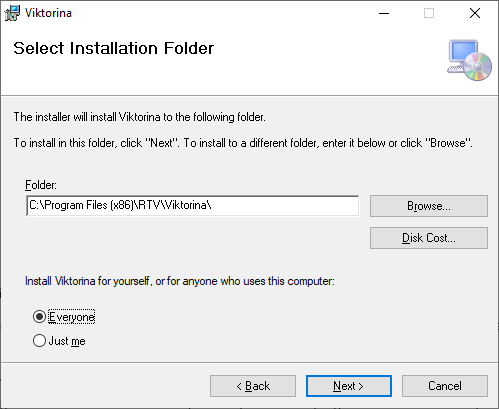 Viktorina
Select Installation Folder
The installer will install Viktorina to the following folder.
To install in this folder, click "Next". To install to a different folder, enter it below or click "Browse".
Folder:
C:\Program Files (x86)\RTV\Viktorina\
Browse...
Disk Cost...
Install Viktorina for yourself, or for anyone who uses this computer:
Everyone
Just me
< Back
Next >
Cancel